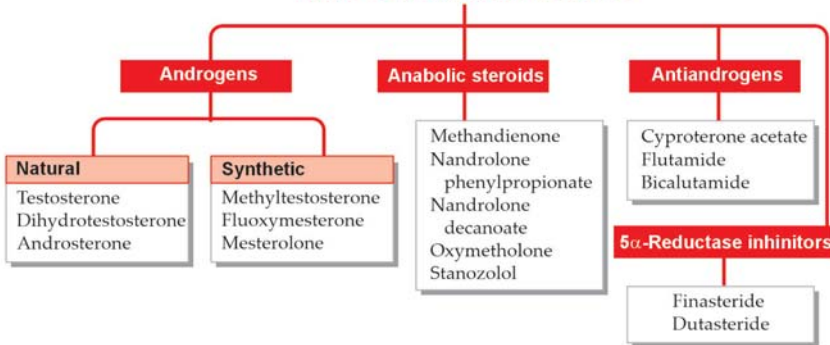 Androgens
Natural
Testosterone
Dihydrotestosterone
Androsterone
Synthetic
Methyltestosterone
Fluoxymesterone
Mesterolone
Anabolic steroids
Methandienone
Nandrolone
phenylpropionate
Nandrolone
decanoate
Oxymetholone
Stanozolol
Antiandrogens
Cyproterone acetate
Flutamide
Bicalutamide
5α-Reductase inhinitors
Finasteride
Dutasteride